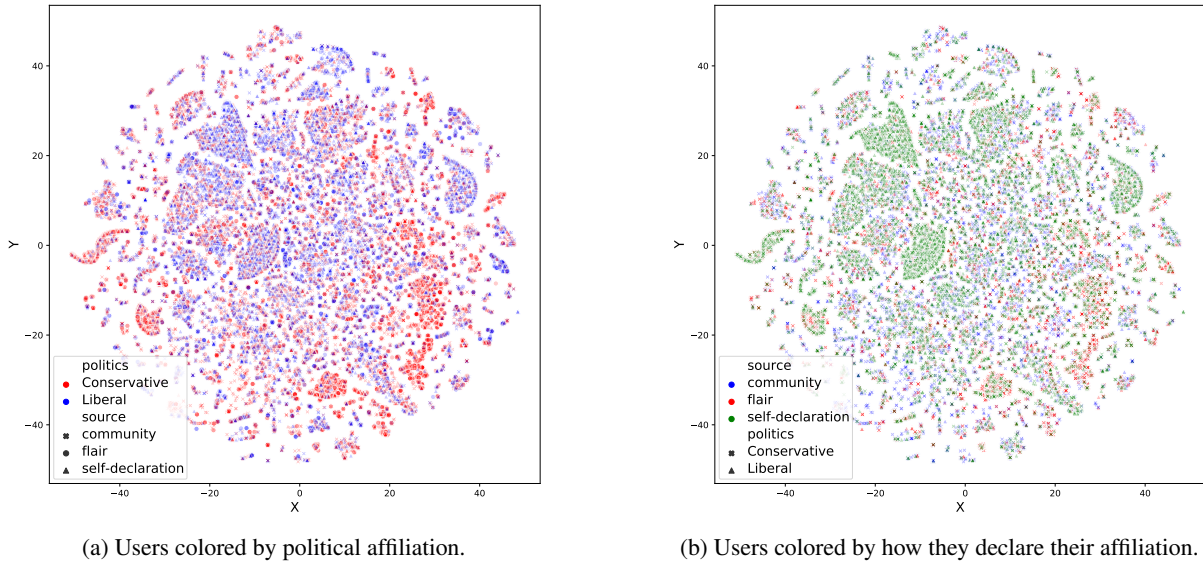 40
20
0
−20
−40
Y
politics
Conservative
Liberal
source
community
flair
self-declaration
−40
−20
0
20
40
X
(a) Users colored by political affiliation.
40
20
0
−20
−40
Y
source
community
flair
self-declaration
politics
Conservative
Liberal
−40
−20
0
20
40
X
(b) Users colored by how they declare their affiliation.